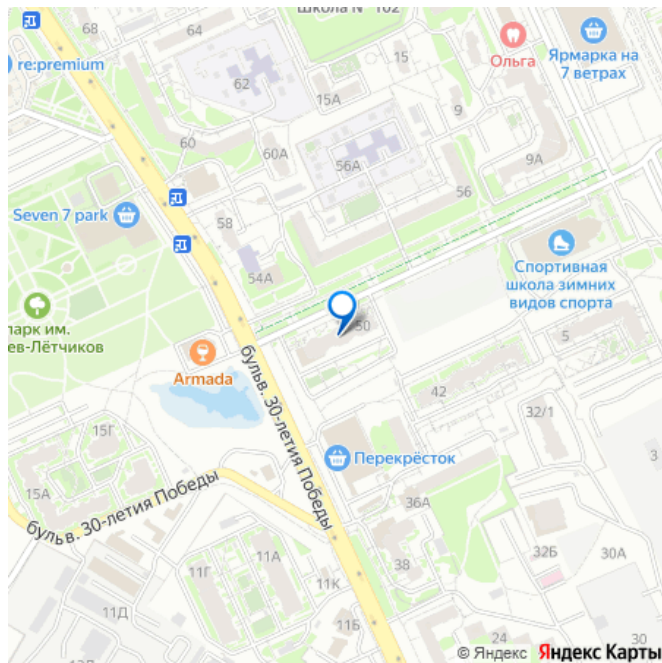 Школа № 102
68
64
re:premium
62
15
15А
Ольга
Ярмарка на
7 ветрах
9
60
60А
56А
9А
56
Seven 7 park
58
54А
Спортивная
школа зимних
видов спорта
парк им.
ев-Лётчиков
50
5
Armada
бульв. 30-летия Победы
42
32/1
15Г
Перекрёсток
3
15А
бульв. 30-летия Победы
36А
11А
11Г
38
32Б
30А
11К
11Д
11Б
24
30
© Яндекс Яндекс Карты